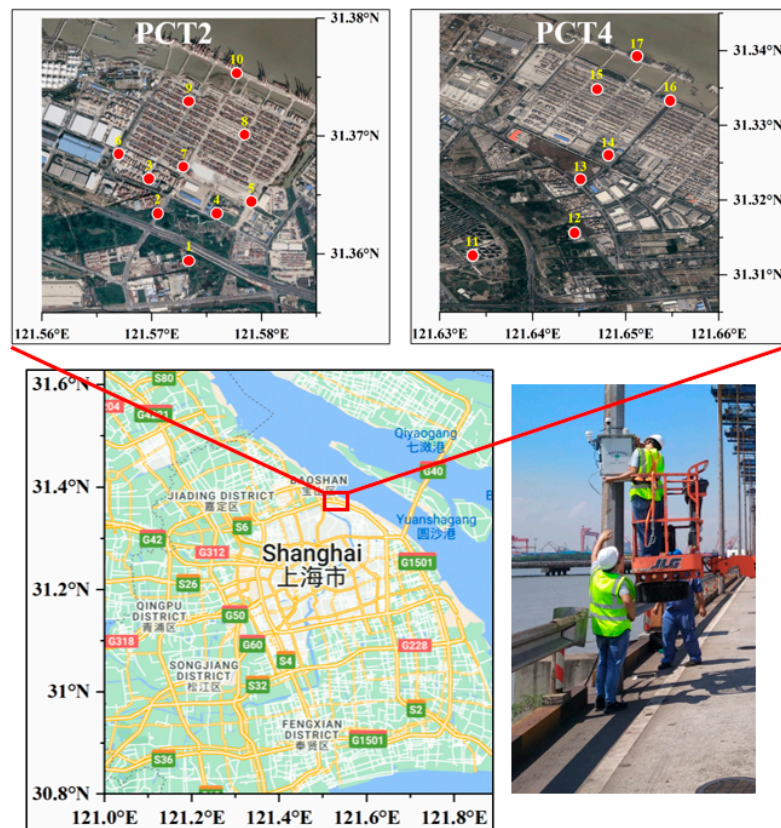 PCT2
10
9
8
6
7
3
5
2
4
1
31.38°N
31.37°N
31.36°N
121.56°E
121.57°E
121.58°E
PCT4
17
15
16
14
13
12
11
31.34°N
31.33°N
31.32°N
31.31°N
121.63°E
121.64°E
121.65°E
121.66°E
31.6°N
31.4°N
31.2°N
31°N
30.8°N
S80
G4221
Qiyaogang
七滧港
G40
BAOSHAN
JIADING DISTRICT
嘉定区
S6
Yuanshagang
圆沙港
G42
G312
Shanghai
上海市
G1501
S26
QINGPU
DISTRICT
青浦区
G50
G318
G60
S4
G228
SONGJIANG
DISTRICT
松江区
S32
S2
FENGXIAN
DISTRICT
奉贤区
G1501
S36
121.0°E
121.2°E
121.4°E
121.6°E
121.8°E
JLG